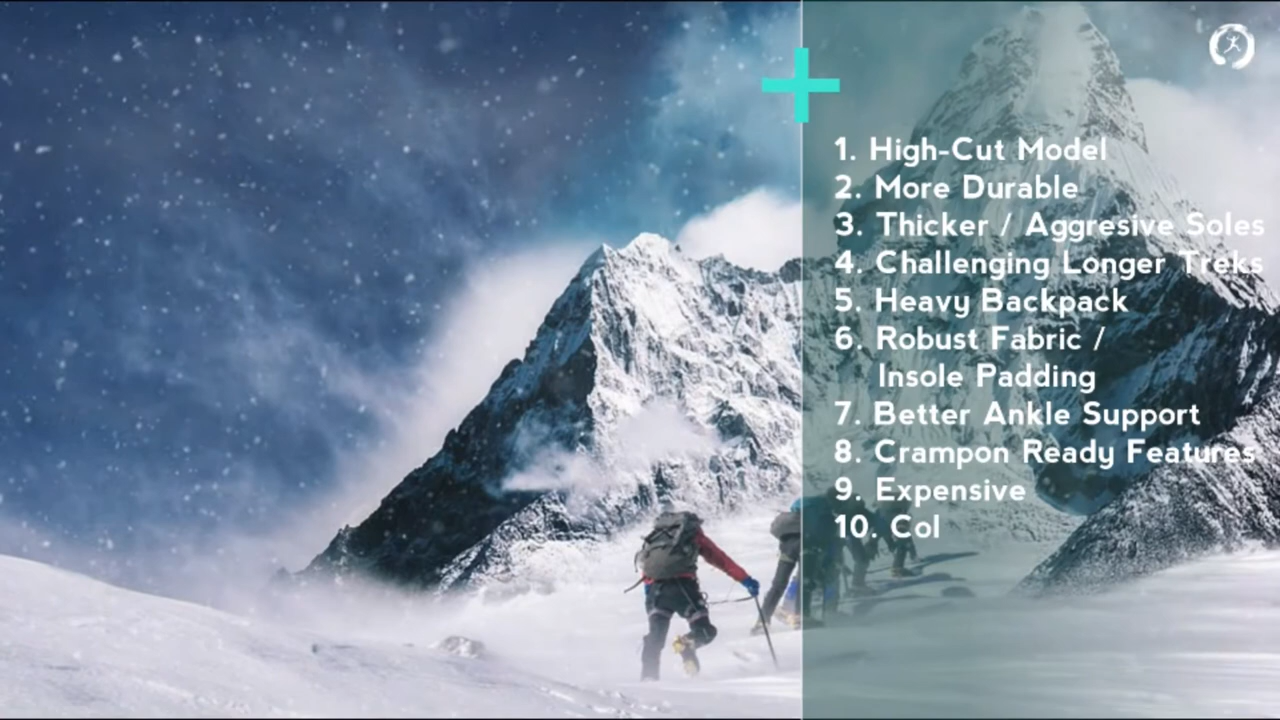 1. High-Cut Model
2. More Durable
3. Thicker / Aggresive Soles
4. Challenging Longer Treks
5. Heavy Backpack
6. Robust Fabric /
Insole Padding
7. Better Ankle Support
8. Crampon Ready Features
9. Expensive
10. Col